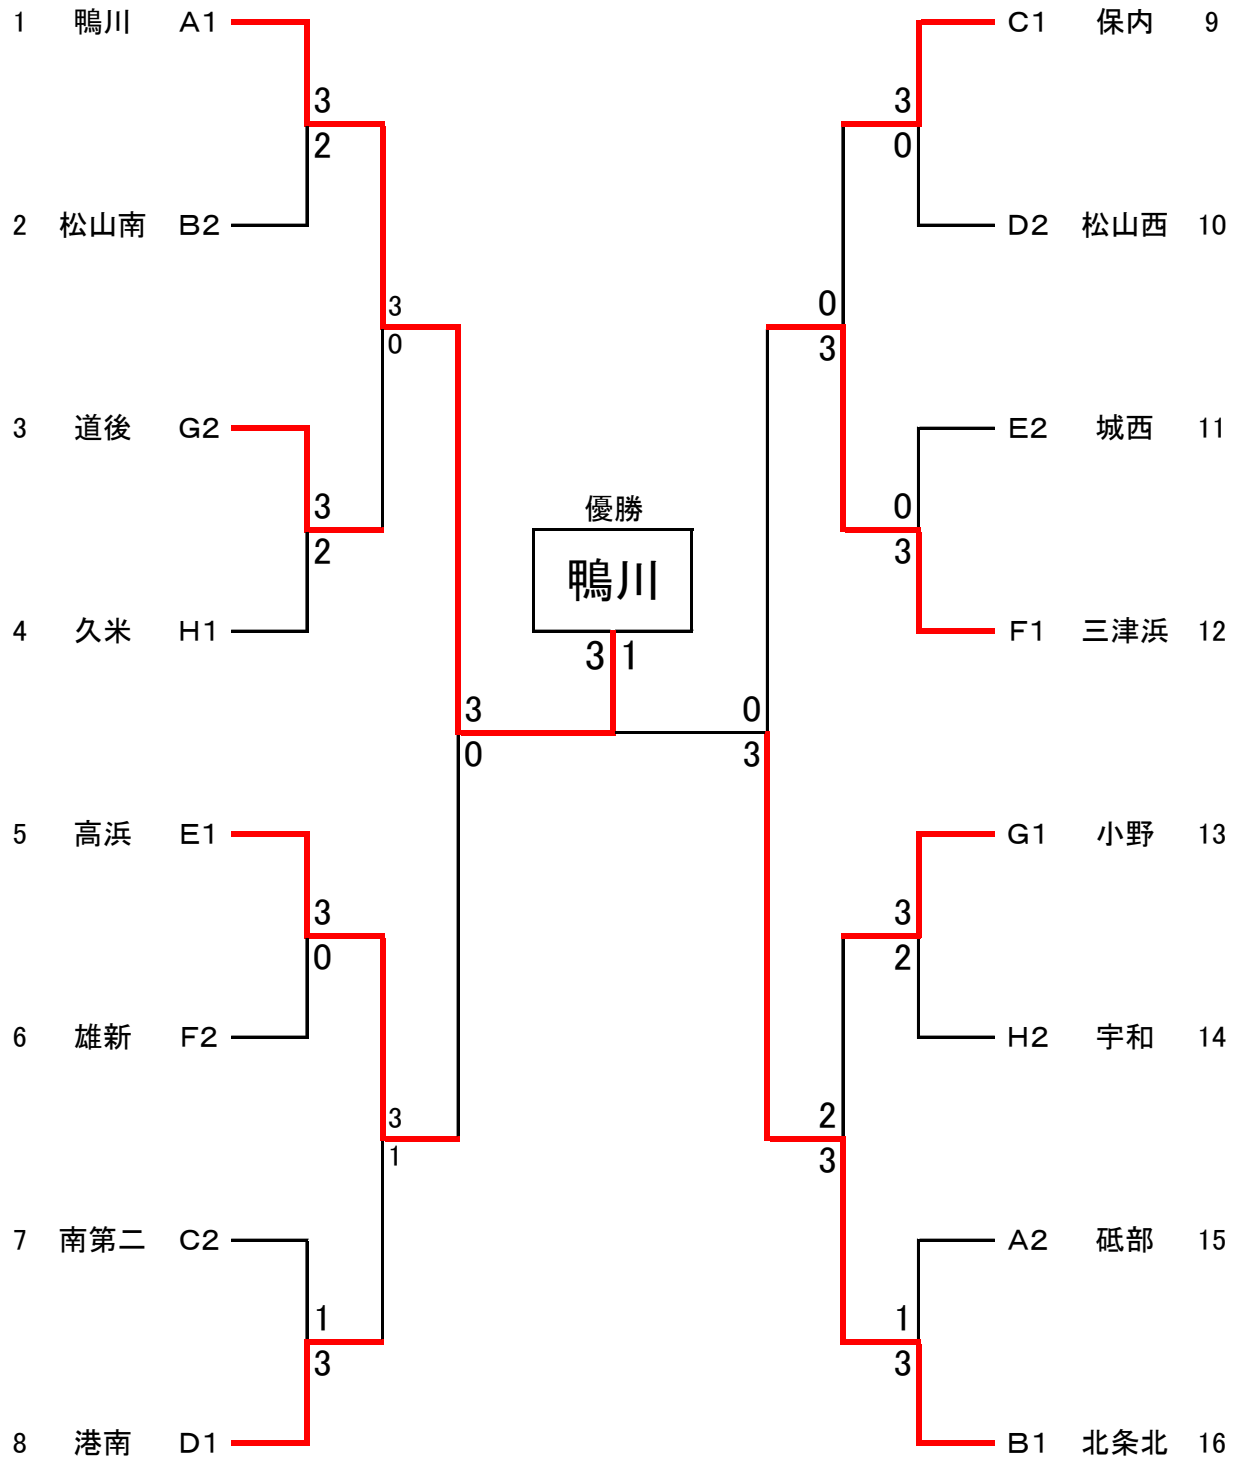 1 鴨川 A1
C1 保内 9
3
3
2
0
2 松山南 B2
D2 松山西 10
3
0
0
3
3 道後 G2
E2 城西 11
3
0
優勝
2
3
鴨川
4 久米 H1
F1 三津浜 12
3 1
3
0
0
3
5 高浜 E1
G1 小野 13
3
3
0
2
6 雄新 F2
H2 宇和 14
3
2
1
3
7 南第二 C2
A2 砥部 15
1
1
3
3
8 港南 D1
B1 北条北 16